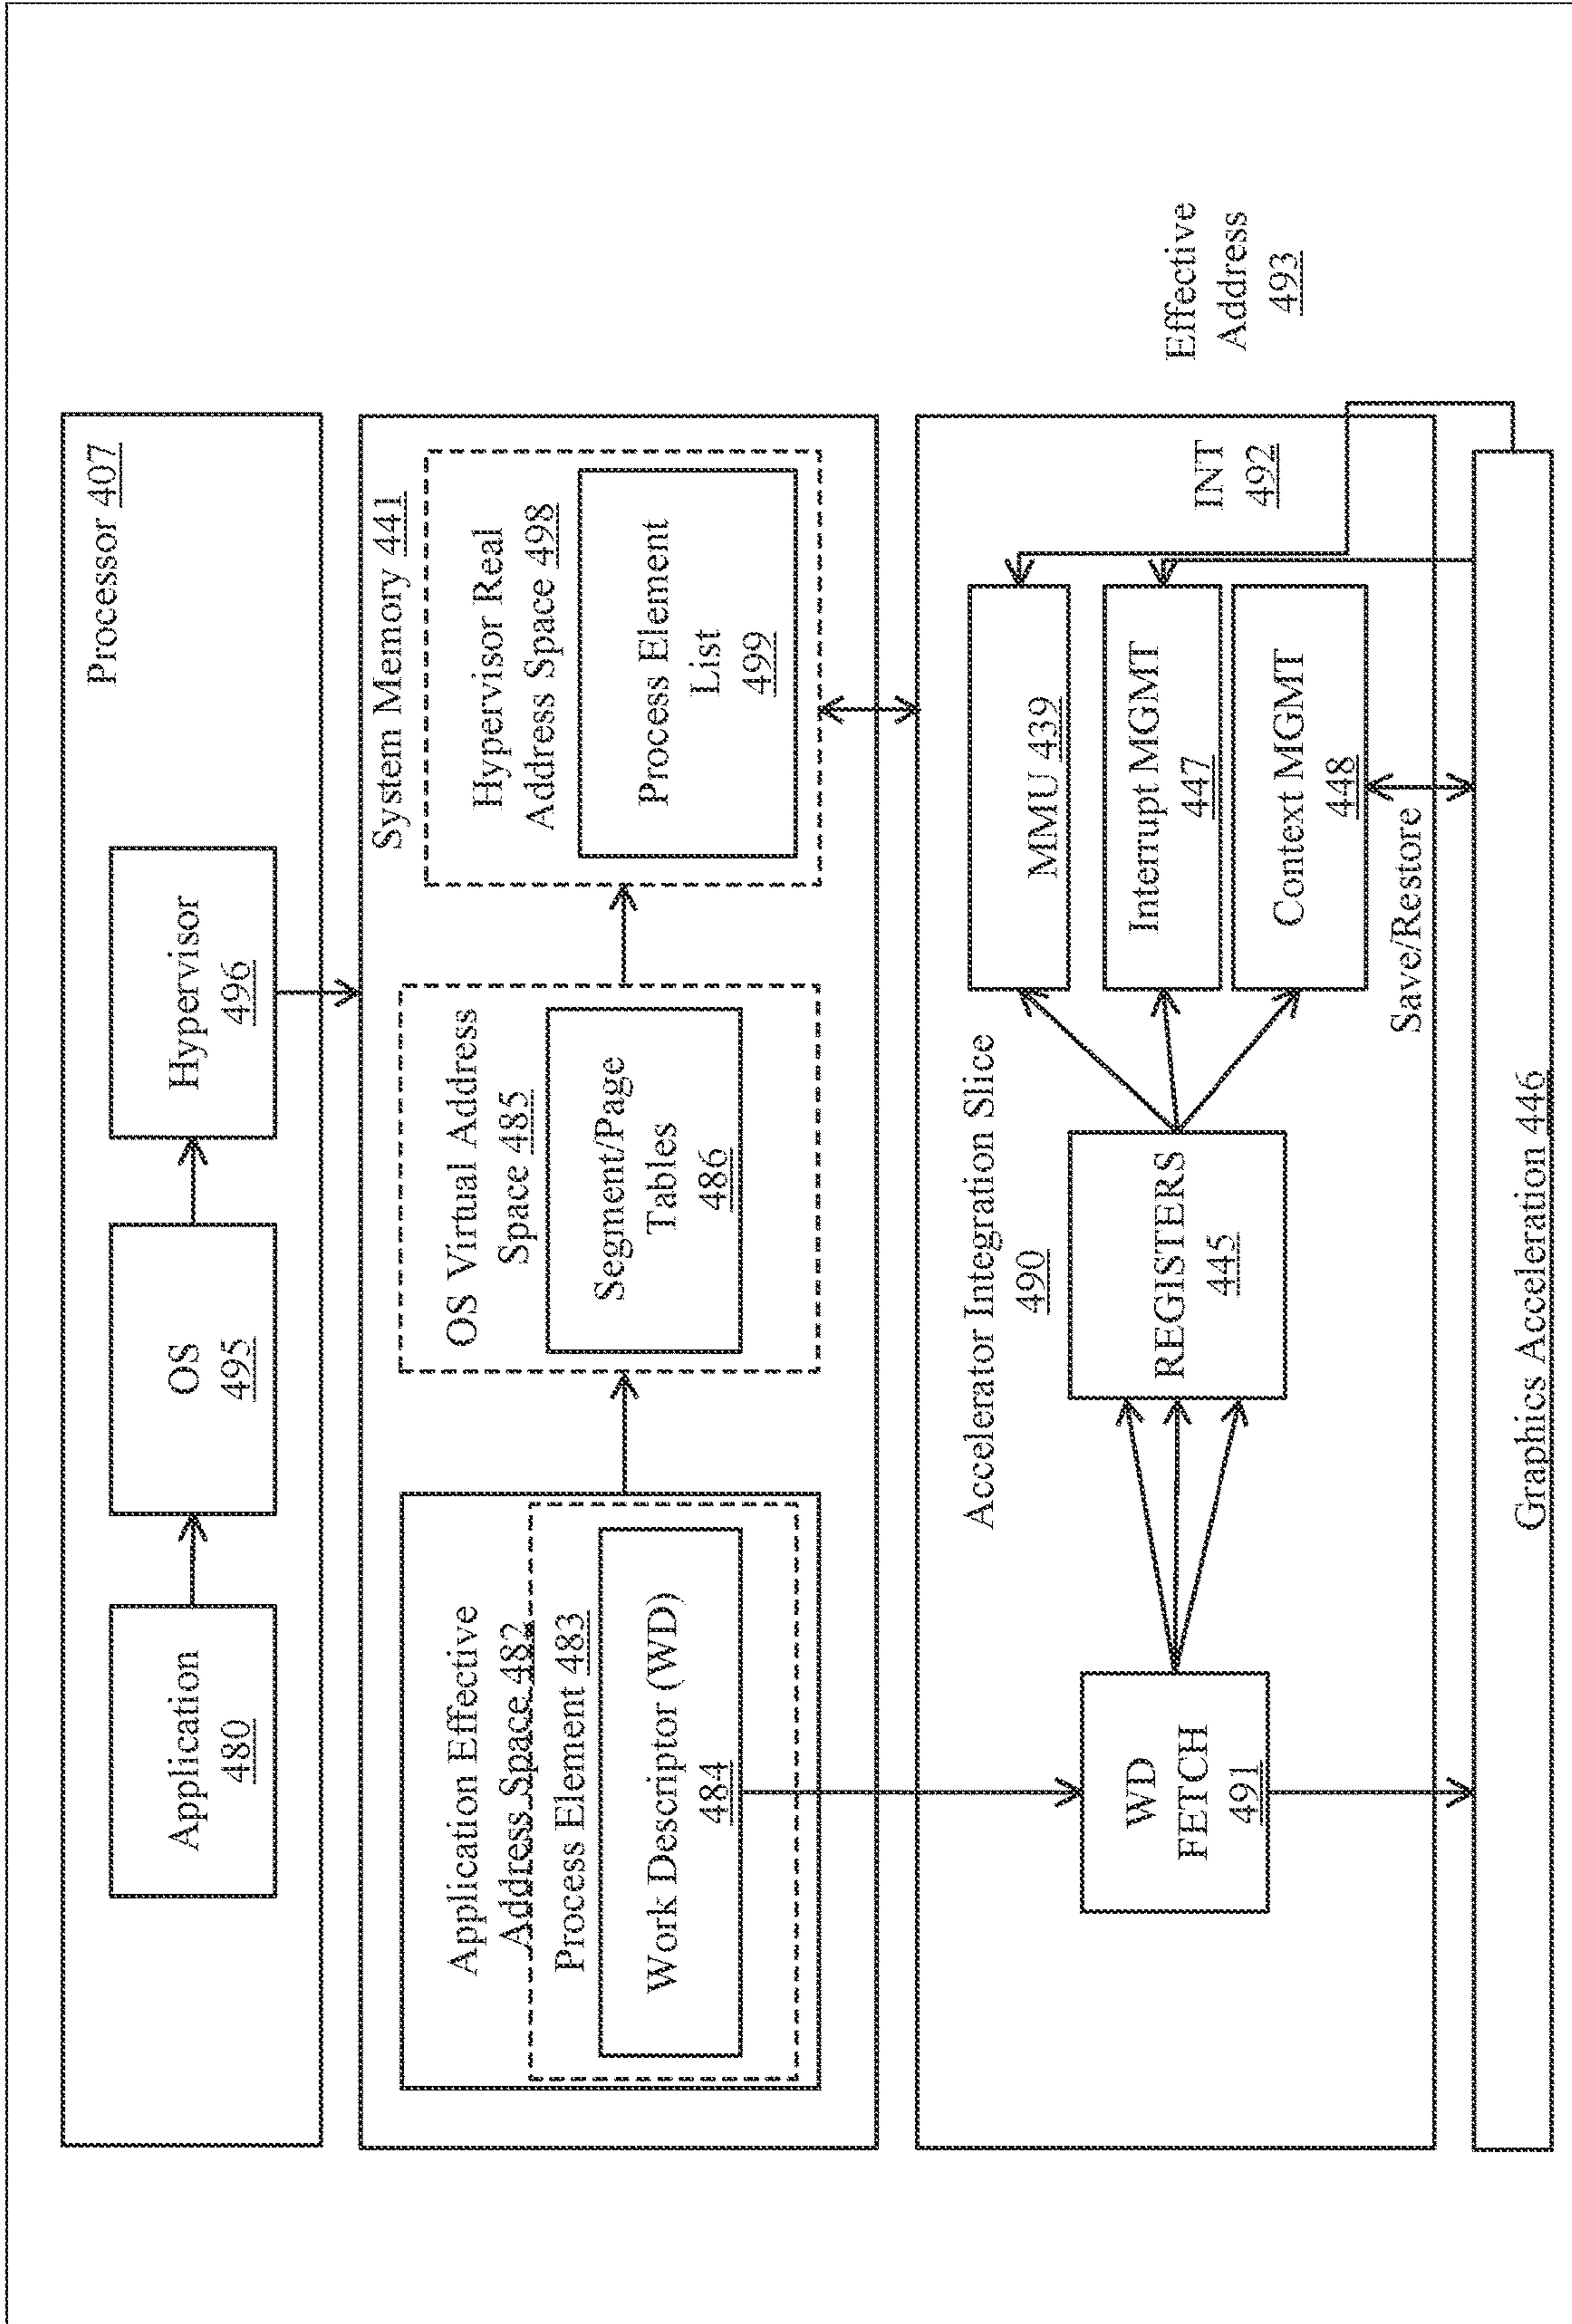 Processor 407
Application
480
OS
495
Hypervisor
496
System Memory 441
Application Effective
Address Space 482
Process Element 483
Work Descriptor (WD)
484
OS Virtual Address
Space 485
Segment/Page
Tables
486
Hypervisor Real
Address Space 498
Process Element
List
499
Accelerator Integration Slice
490
WD
FETCH
491
REGISTERS
445
MMU 439
Interrupt MGMT
447
Context MGMT
448
Save/Restore
INT
492
Effective
Address
493
Graphics Acceleration 446